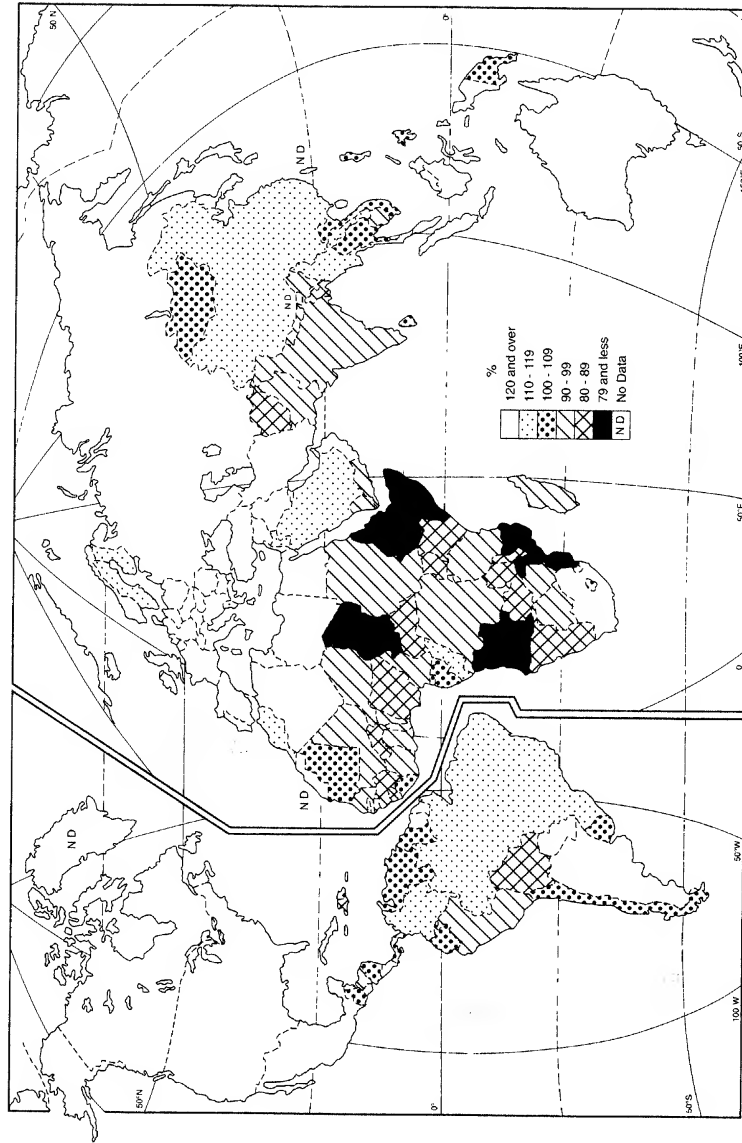 50 N
ND
0°
ND
ND
ND
ND
50°N
0°
50°S
100 W
50°W
0
50°E
100°E
50 S
%
120 and over
110 - 119
100 - 109
90 - 99
80 - 89
79 and less
ND No Data